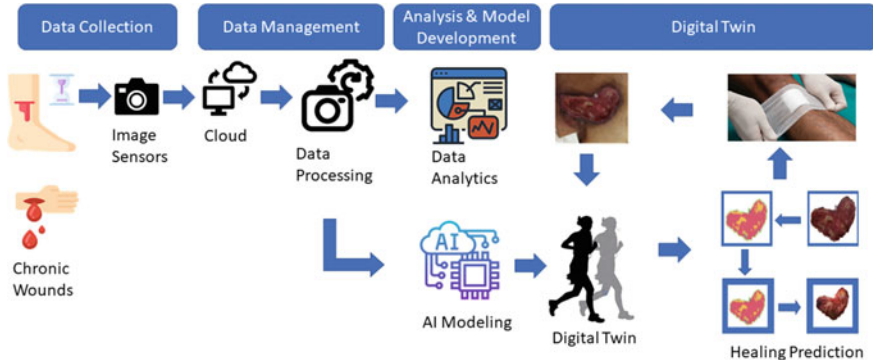 Data Collection
Data Management
Analysis & Model
Development
Digital Twin
Image
Sensors
Cloud
Data
Processing
Data
Analytics
Chronic
Wounds
AI
AI Modeling
Digital Twin
Healing Prediction